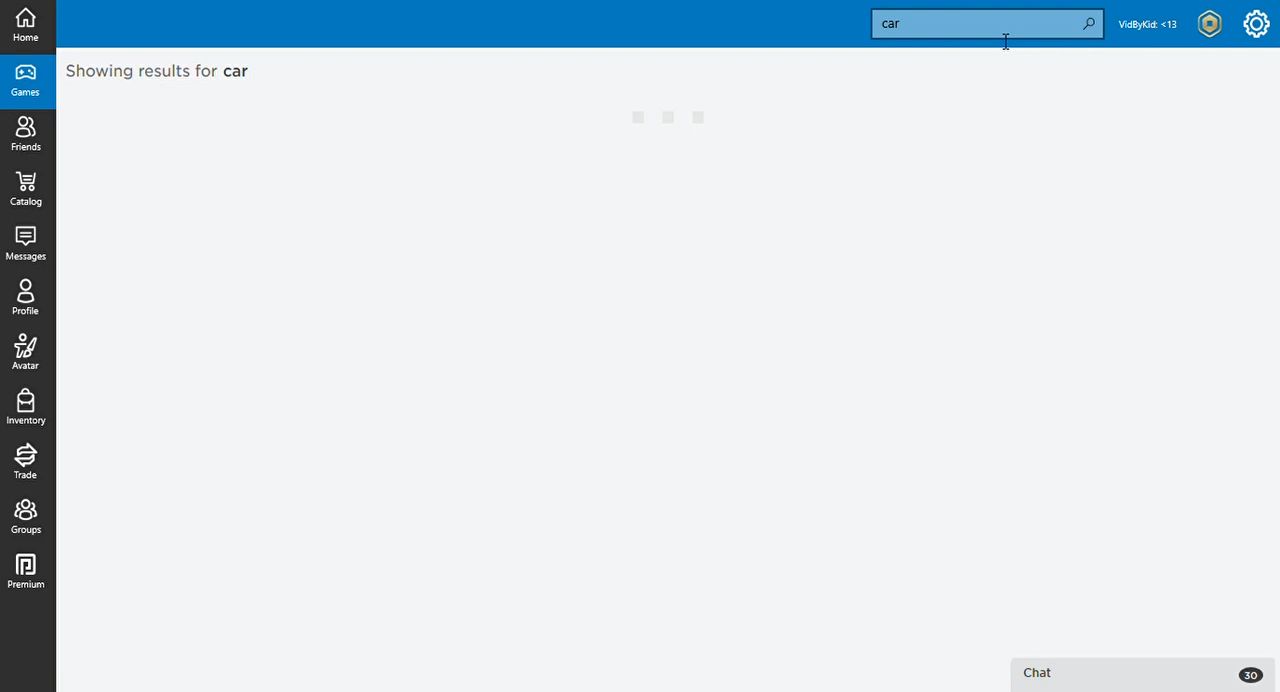 Home
car
VidByKid: <13
Games
Showing results for car
Friends
Catalog
Messages
Profile
Avatar
Inventory
Trade
Groups
Premium
Chat
30